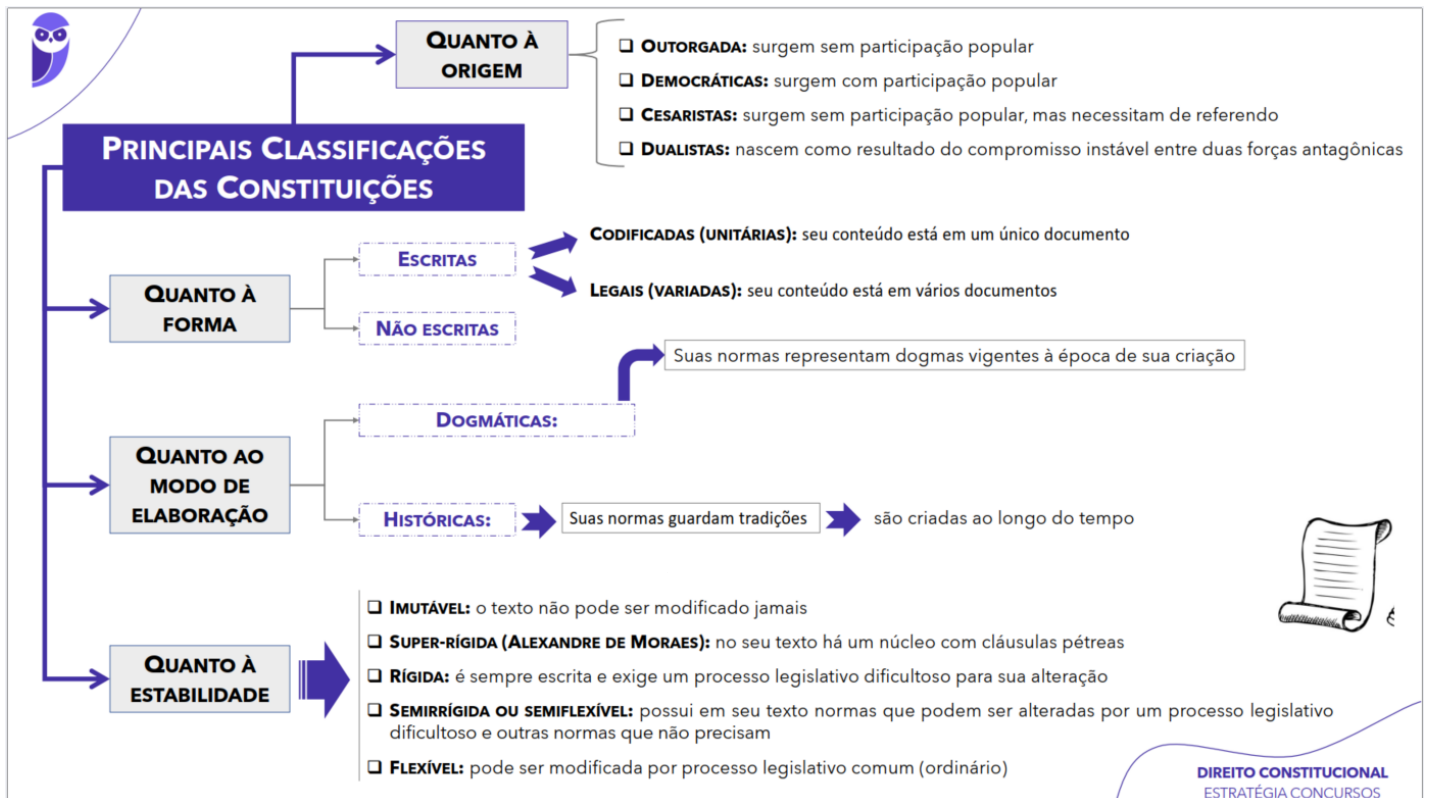 QUANTO À
ORIGEM
❑ OUTORGADA: surgem sem participação popular
❑ DEMOCRÁTICAS: surgem com participação popular
❑ CESARISTAS: surgem sem participação popular, mas necessitam de referendo
❑ DUALISTAS: nascem como resultado do compromisso instável entre duas forças antagônicas
PRINCIPAIS CLASSIFICAÇÕES
DAS CONSTITUIÇÕES
QUANTO À
FORMA
ESCRITAS
CODIFICADAS (UNITÁRIAS): seu conteúdo está em um único documento
LEGAIS (VARIADAS): seu conteúdo está em vários documentos
NÃO ESCRITAS
QUANTO AO
MODO DE
ELABORAÇÃO
DOGMÁTICAS:
Suas normas representam dogmas vigentes à época de sua criação
HISTÓRICAS:
Suas normas guardam tradições
são criadas ao longo do tempo
QUANTO À
ESTABILIDADE
❑ IMUTÁVEL: o texto não pode ser modificado jamais
❑ SUPER-RÍGIDA (ALEXANDRE DE MORAES): no seu texto há um núcleo com cláusulas pétreas
❑ RÍGIDA: é sempre escrita e exige um processo legislativo dificultoso para sua alteração
❑ SEMIRRÍGIDA OU SEMIFLEXÍVEL: possui em seu texto normas que podem ser alteradas por um processo legislativo
dificultoso e outras normas que não precisam
❑ FLEXÍVEL: pode ser modificada por processo legislativo comum (ordinário)
DIREITO CONSTITUCIONAL
ESTRATÉGIA CONCURSOS